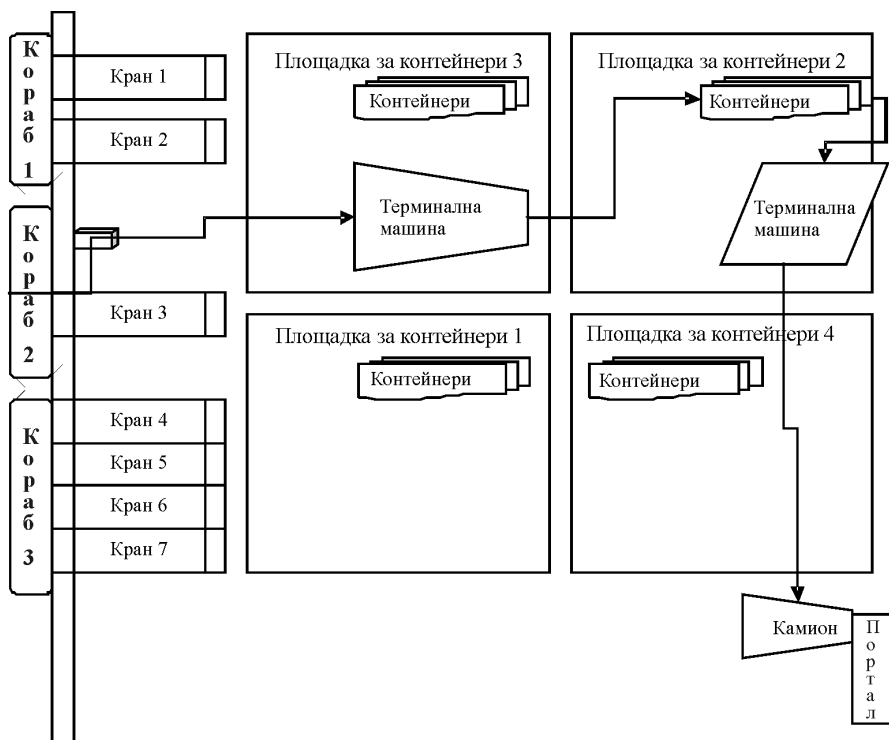 Кораб 1
Кран 1
Кран 2
Кораб 2
Кран 3
Кораб 3
Кран 4
Кран 5
Кран 6
Кран 7
Площадка за контейнери 3
Контейнери
Терминална
машина
Площадка за контейнери 2
Контейнери
Терминална
машина
Площадка за контейнери 1
Контейнери
Площадка за контейнери 4
Контейнери
Камион
Портал